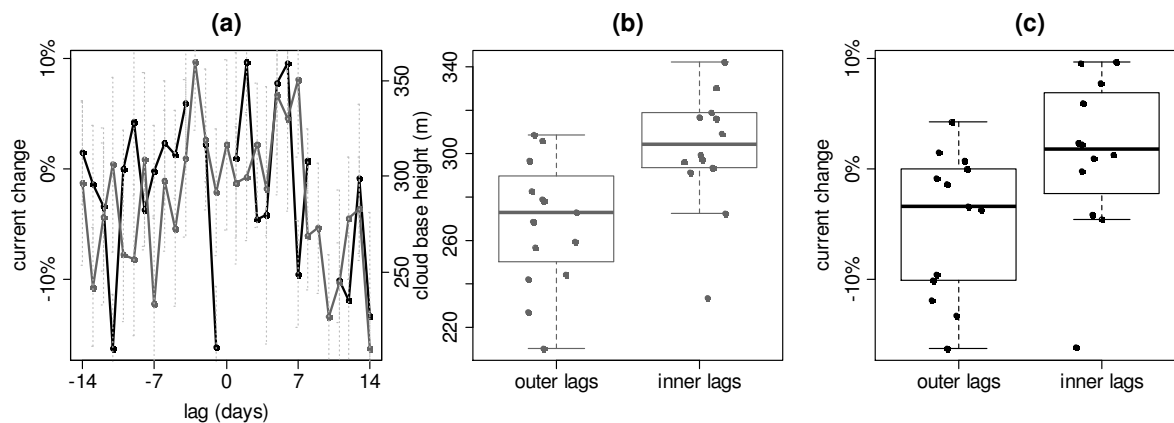 (a)
10%
0%
-10%
current change
-14
-7
0
7
14
lag (days)
350
300
250
cloud base height (m)
(b)
340
300
260
220
outer lags
inner lags
(c)
10%
0%
-10%
current change
outer lags
inner lags